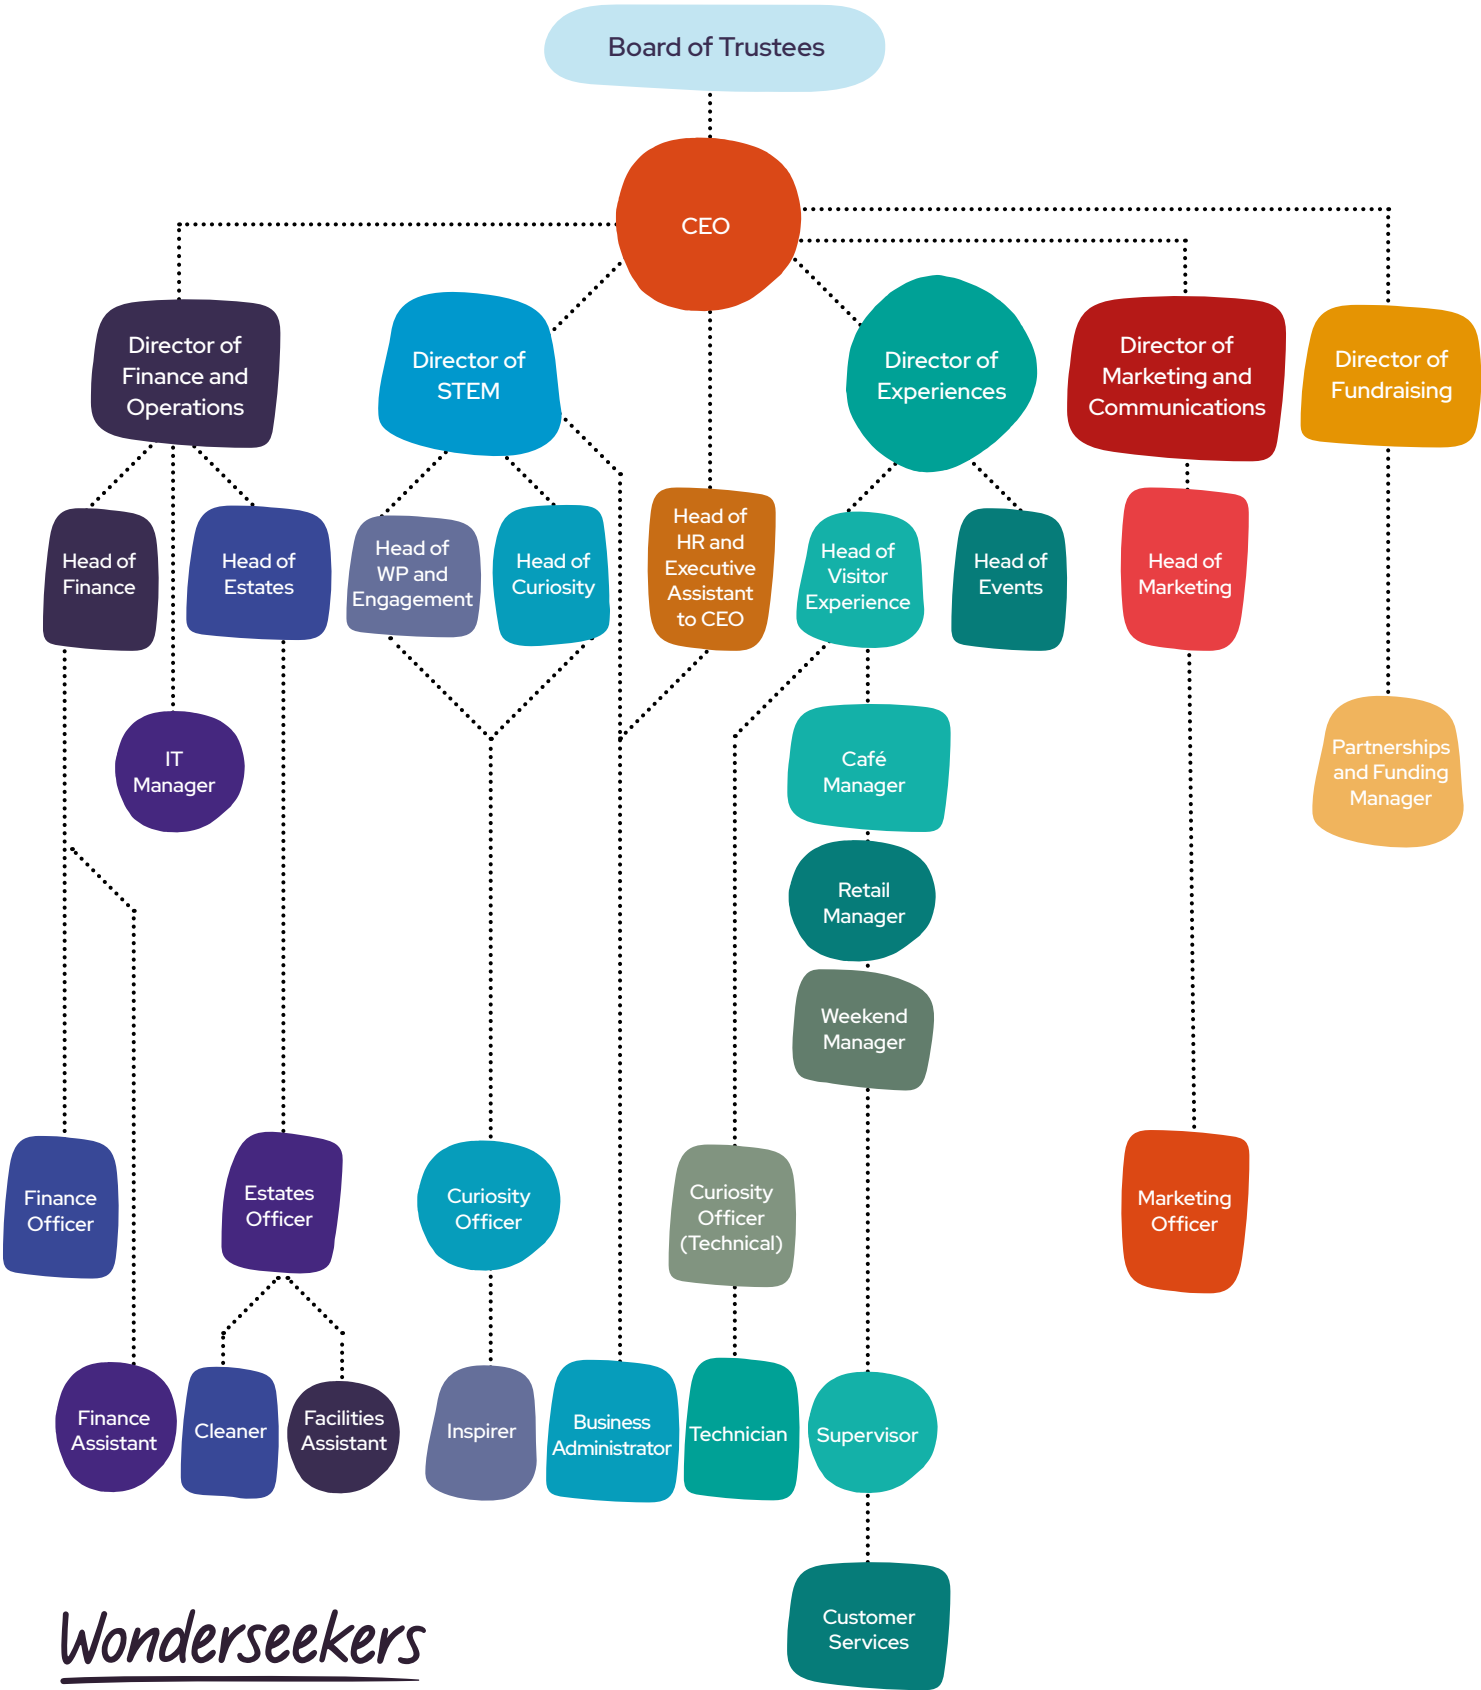 Board of Trustees
CEO
Director of
Finance and
Operations
Director of
STEM
Director of
Experiences
Director of
Marketing and
Communications
Director of
Fundraising
Head of
Finance
Head of
Estates
Head of
WP and
Engagement
Head of
Curiosity
Head of
HR and
Executive
Assistant
to CEO
Head of
Visitor
Experience
Head of
Events
Head of
Marketing
IT
Manager
Café
Manager
Partnerships
and Funding
Manager
Retail
Manager
Weekend
Manager
Finance
Officer
Estates
Officer
Curiosity
Officer
Curiosity
Officer
(Technical)
Marketing
Officer
Finance
Assistant
Cleaner
Facilities
Assistant
Inspirer
Business
Administrator
Technician
Supervisor
Customer
Services
Wonderseekers